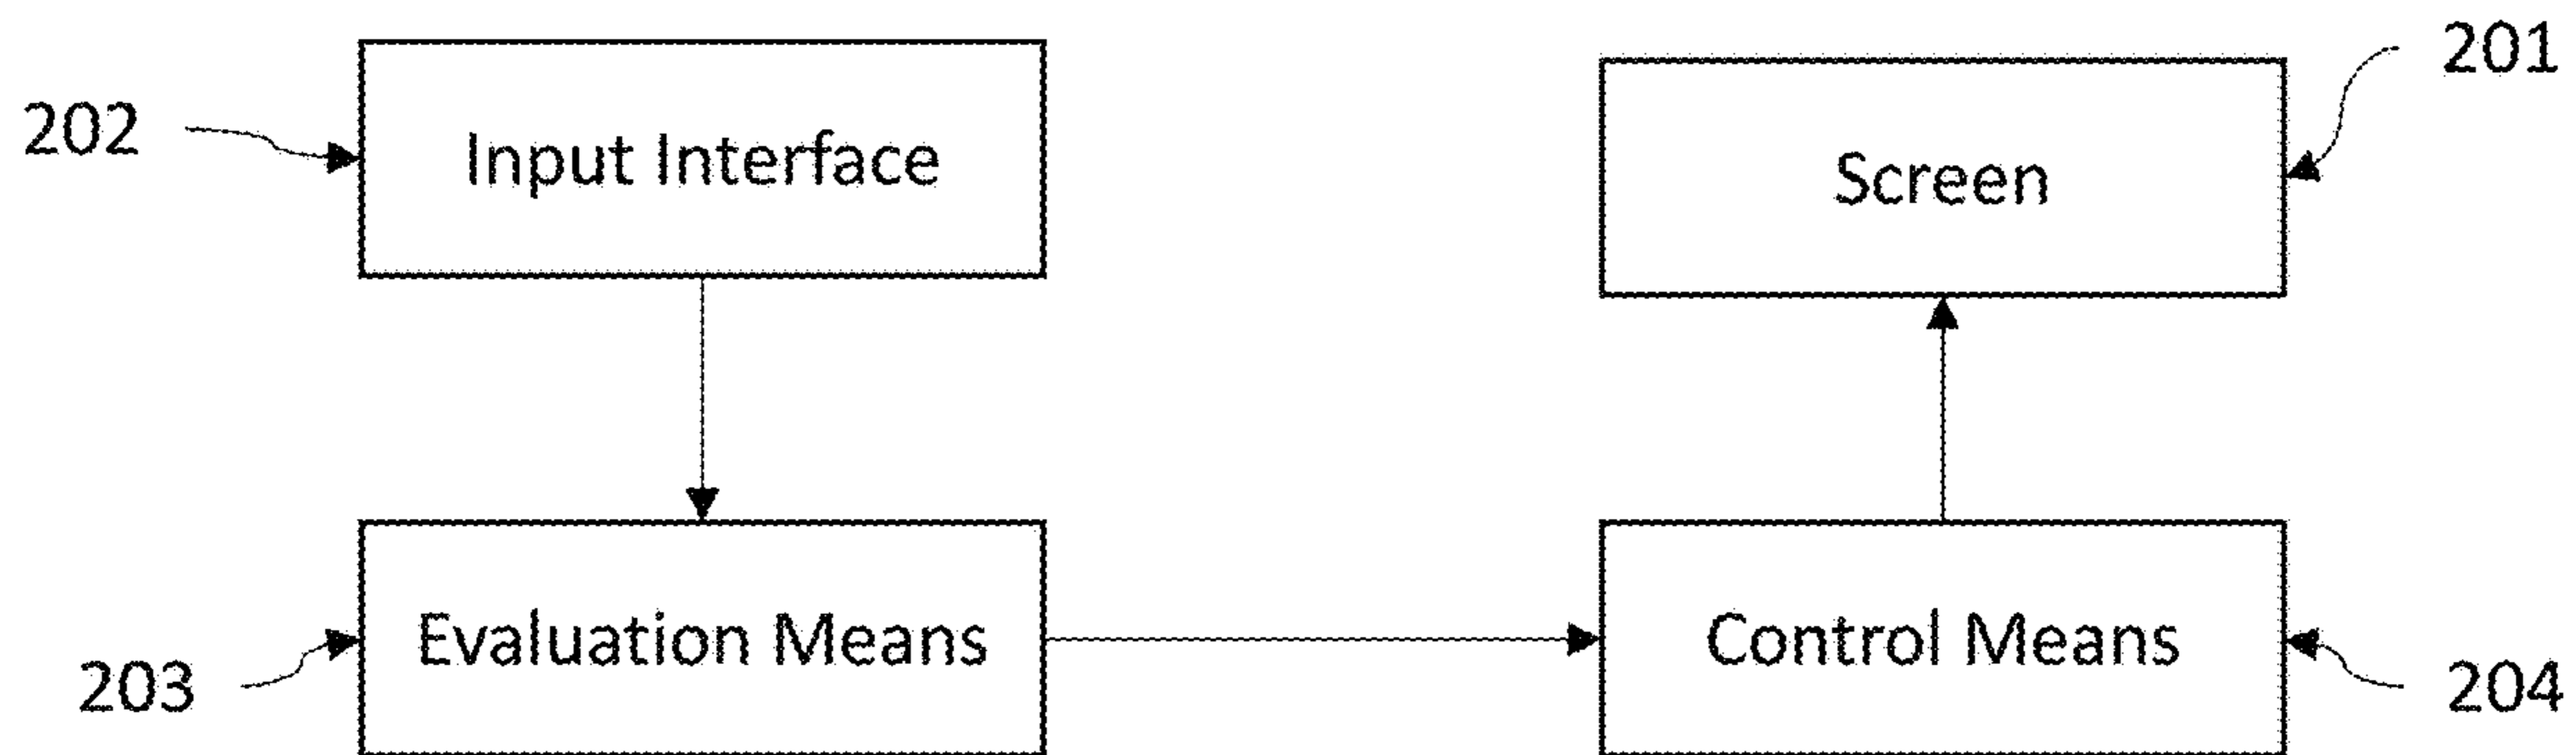 201
202
Input Interface
Screen
Evaluation Means
Control Means
203
204